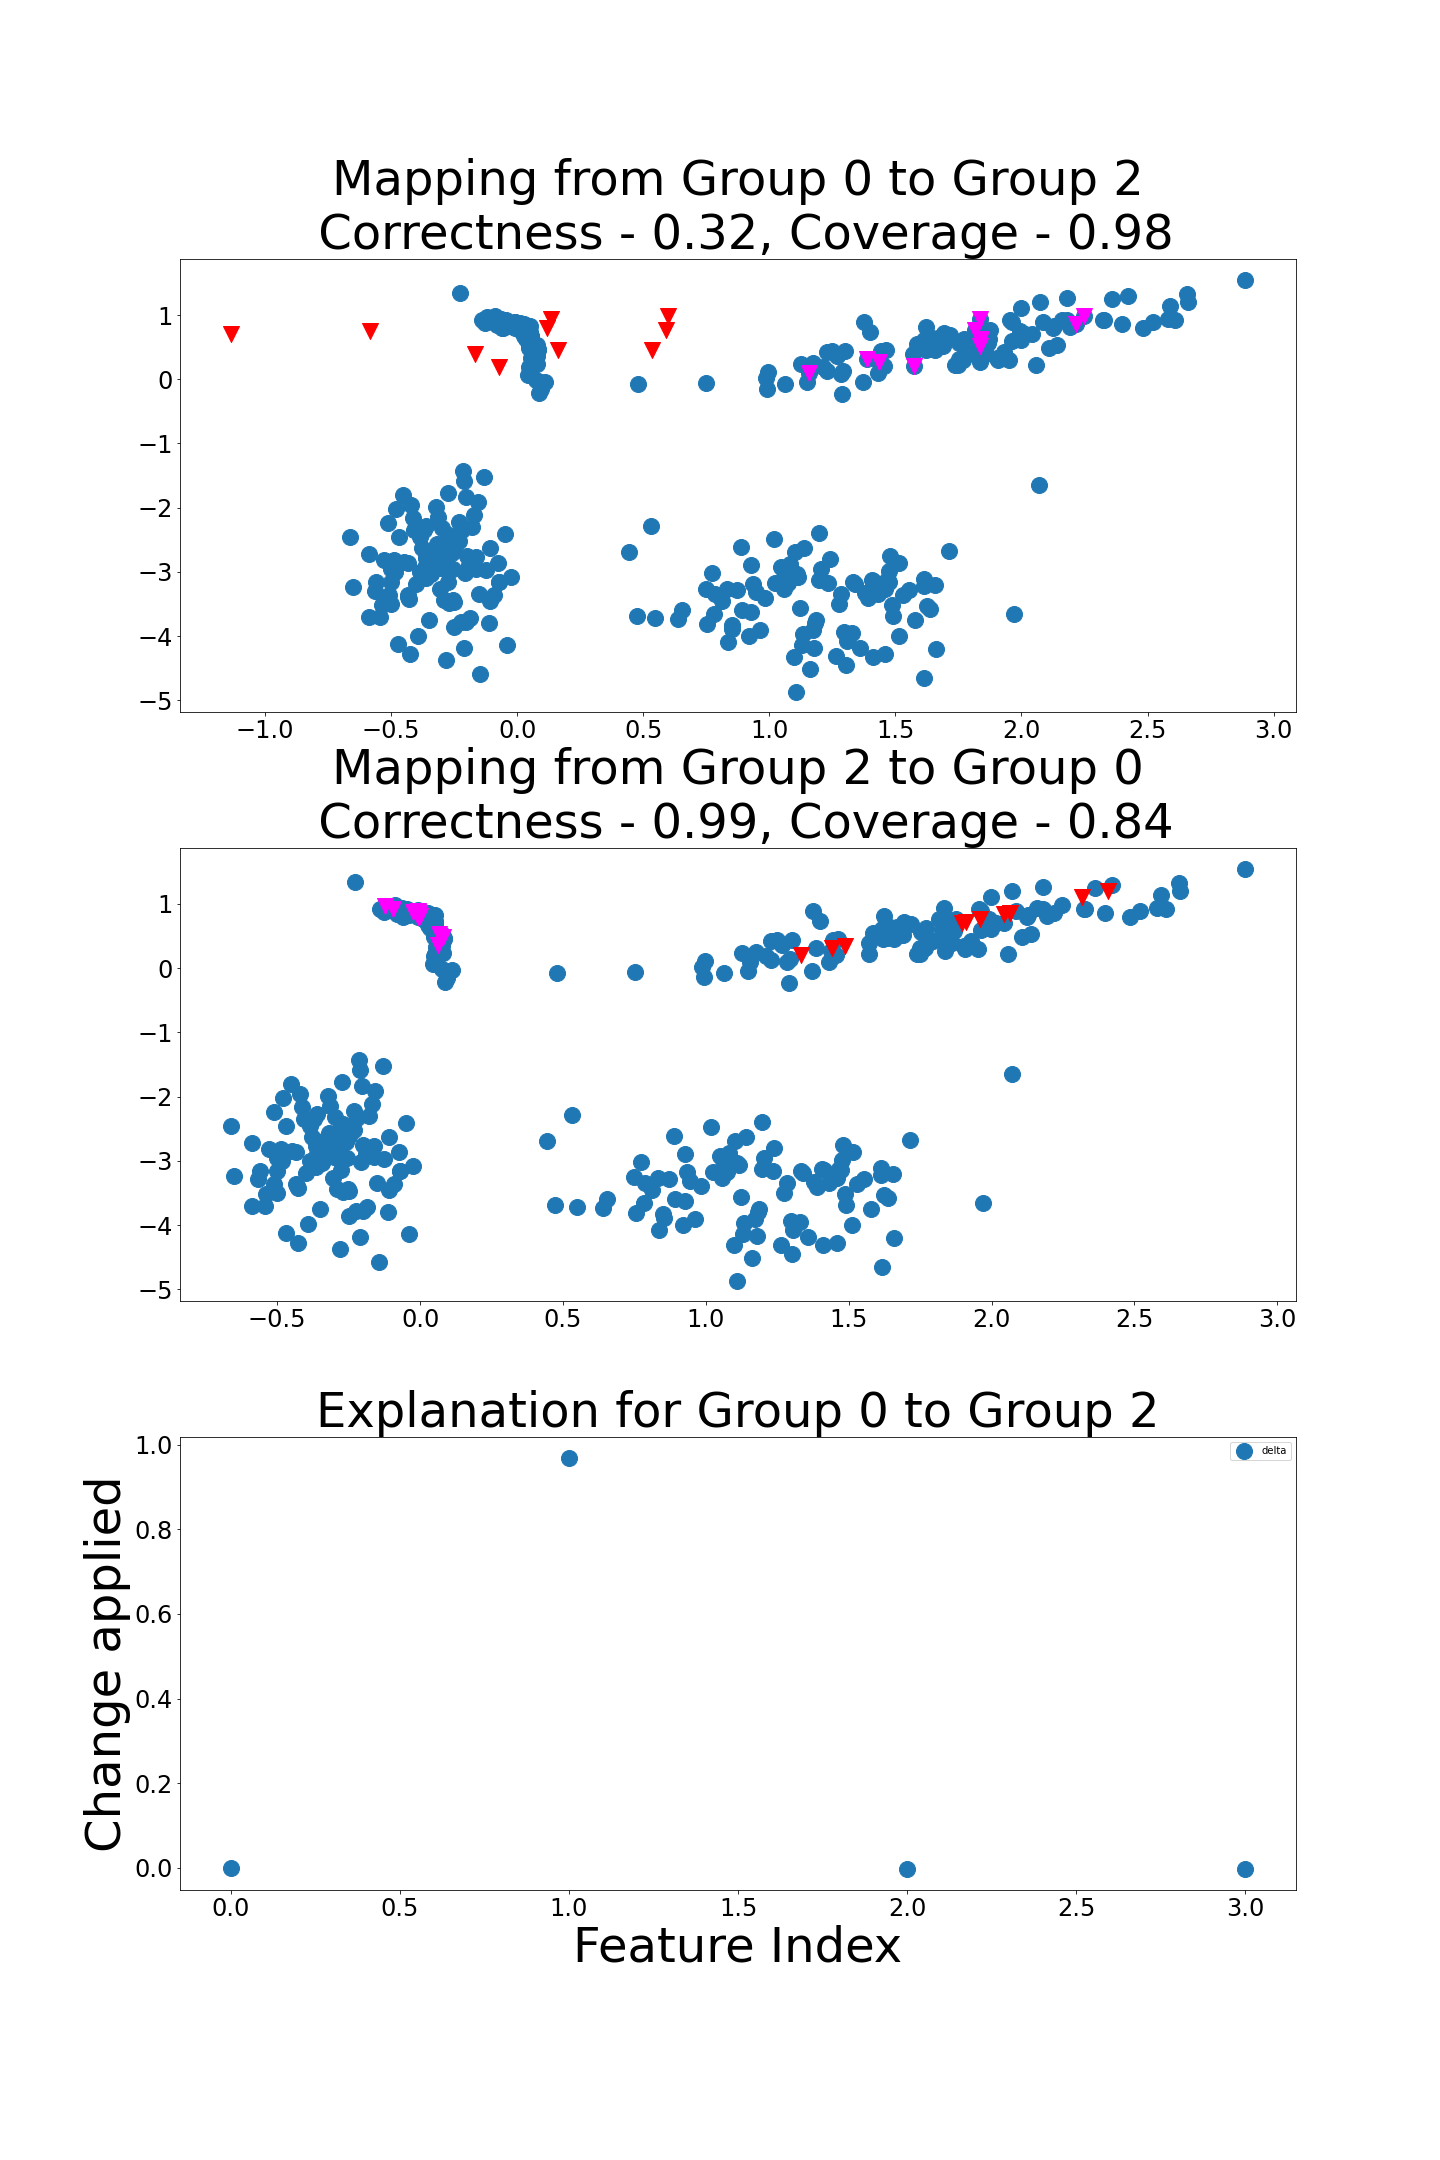 Mapping from Group 0 to Group 2
Correctness - 0.32, Coverage - 0.98
1
0
−1
−2
−3
−4
−5
−1.0 −0.5 0.0 0.5 1.0 1.5 2.0 2.5 3.0
Mapping from Group 2 to Group 0
Correctness - 0.99, Coverage - 0.84
1
0
−1
−2
−3
−4
−5
−0.5 0.0 0.5 1.0 1.5 2.0 2.5 3.0
Explanation for Group 0 to Group 2
delta
Change applied
1.0
0.8
0.6
0.4
0.2
0.0
0.0 0.5 1.0 1.5 2.0 2.5 3.0
Feature Index